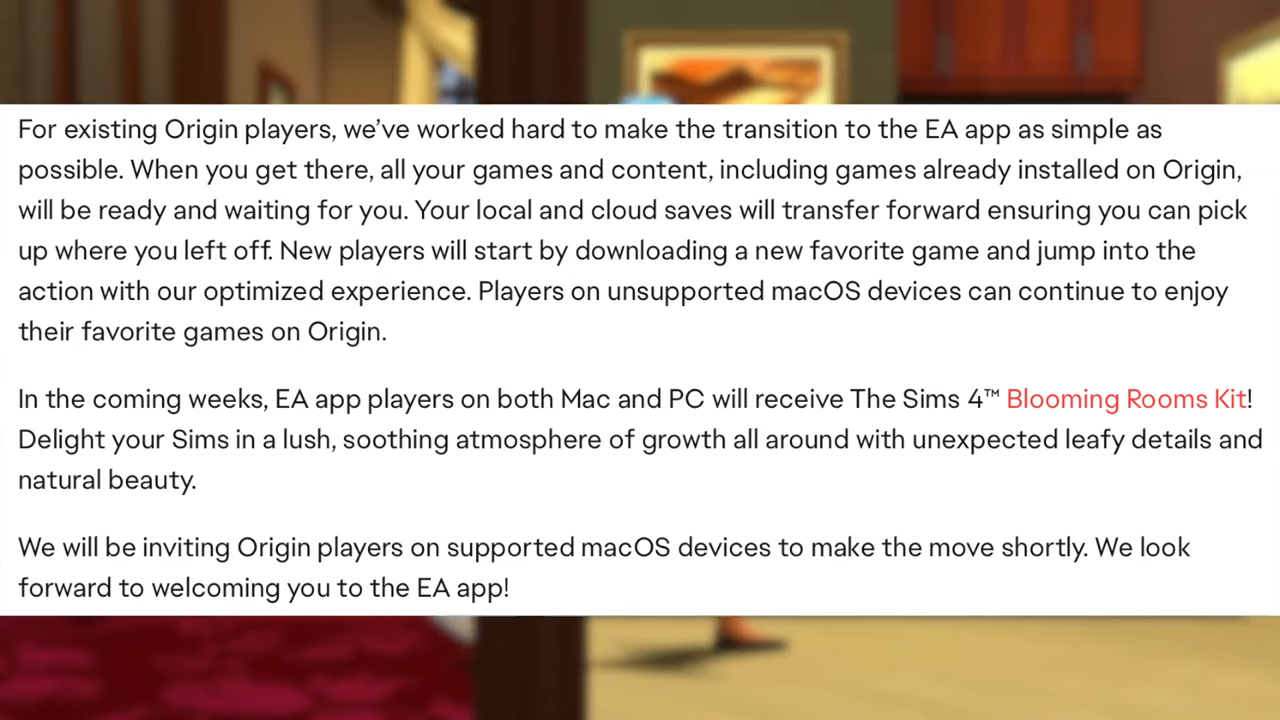 For existing Origin players, we’ve worked hard to make the transition to the EA app as simple as
possible. When you get there, all your games and content, including games already installed on Origin,
will be ready and waiting for you. Your local and cloud saves will transfer forward ensuring you can pick
up where you left off. New players will start by downloading a new favorite game and jump into the
action with our optimized experience. Players on unsupported macOS devices can continue to enjoy
their favorite games on Origin.
In the coming weeks, EA app players on both Mac and PC will receive The Sims 4™ Blooming Rooms Kit!
Delight your Sims in a lush, soothing atmosphere of growth all around with unexpected leafy details and
natural beauty.
We will be inviting Origin players on supported macOS devices to make the move shortly. We look
forward to welcoming you to the EA app!